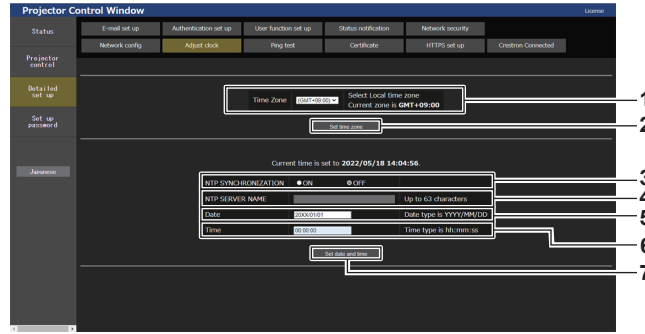 Projector Control Window License
Status E-mail set up Authentication set up User function set up Status notification Network security
Network config Adjust clock Ping test Certificate HTTPS set up Crestron Connected
Projector
control
Detailed
set up
Time Zone (GMT+09:00) Select Local time
zone
Current zone is GMT+09:00
1
Set time zone 2
Set up
password
Japanese
Current time is set to 2022/05/18 14:04:56.
NTP SYNCHRONIZATION ON OFF 3
NTP SERVER NAME Up to 63 characters 4
Date 20XX/01/01 Date type is YYYY/MM/DD 5
Time 00:00:00 Time type is hh:mm:ss 6
Set date and time 7